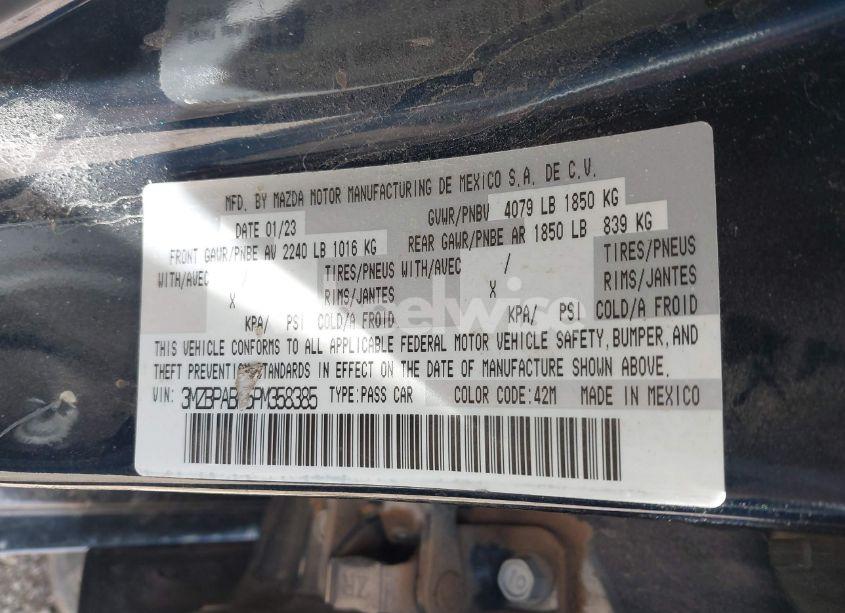 MFD. BY MAZDA MOTOR MANUFACTURING DE MEXICO S.A. DE C.V.
DATE 01/23 GVWR/PNBV 4079 LB 1850 KG
FRONT GAWR/PNBE AV 2240 LB 1016 KG REAR GAWR/PNBE AR 1850 LB 839 KG
WITH/AVEC / TIRES/PNEUS WITH/AVEC / TIRES/PNEUS
X RIMS/JANTES X RIMS/JANTES
KPA/ PSI COLD/A FROID KPA/ PSI COLD/A FROID
THIS VEHICLE CONFORMS TO ALL APPLICABLE FEDERAL MOTOR VEHICLE SAFETY, BUMPER, AND
THEFT PREVENTION STANDARDS IN EFFECT ON THE DATE OF MANUFACTURE SHOWN ABOVE.
VIN: TYPE:PASS CAR COLOR CODE:42M MADE IN MEXICO